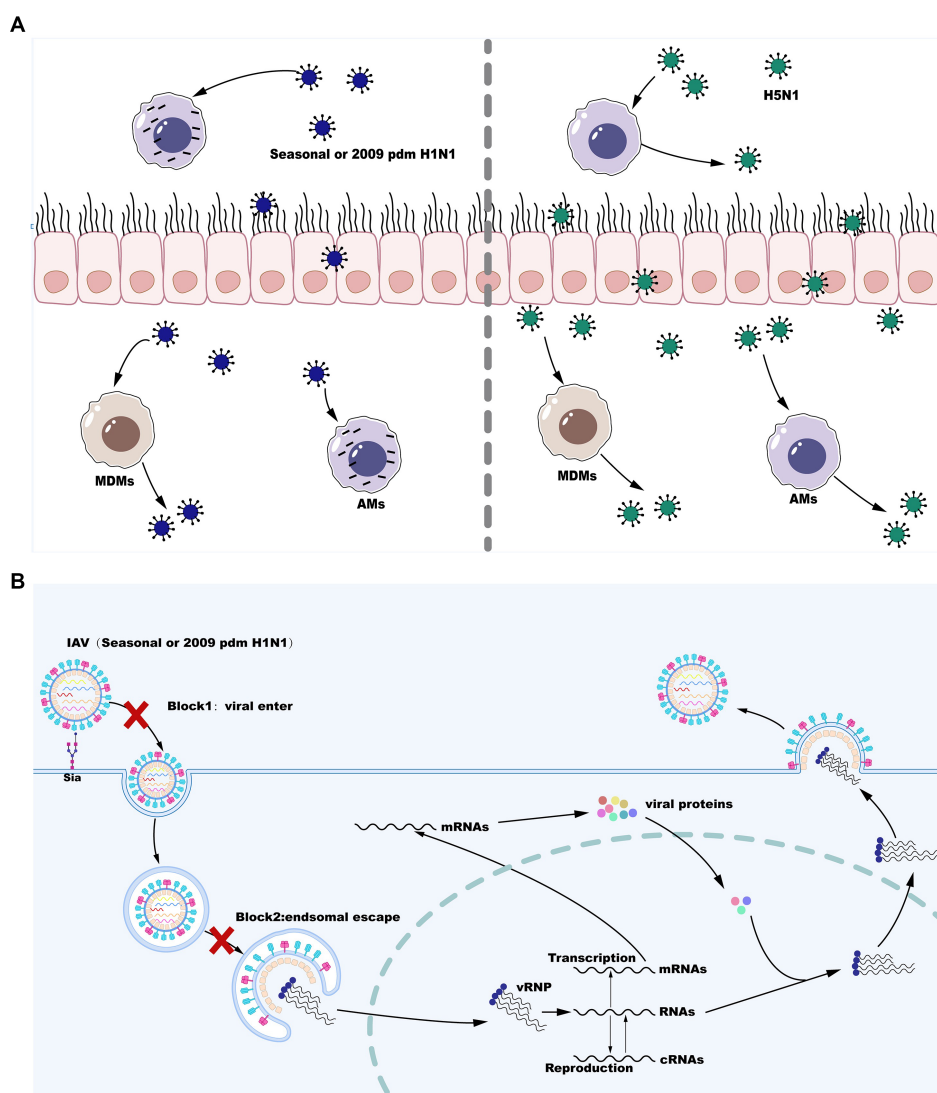 A
H5N1
Seasonal or 2009 pdm H1N1
MDMs
AMs
MDMs
AMs
B
IAV（Seasonal or 2009 pdm H1N1）
Block1：viral enter
Sia
mRNAs
viral proteins
Block2:endsomal escape
Transcription
mRNAs
vRNP
RNAs
cRNAs
Reproduction